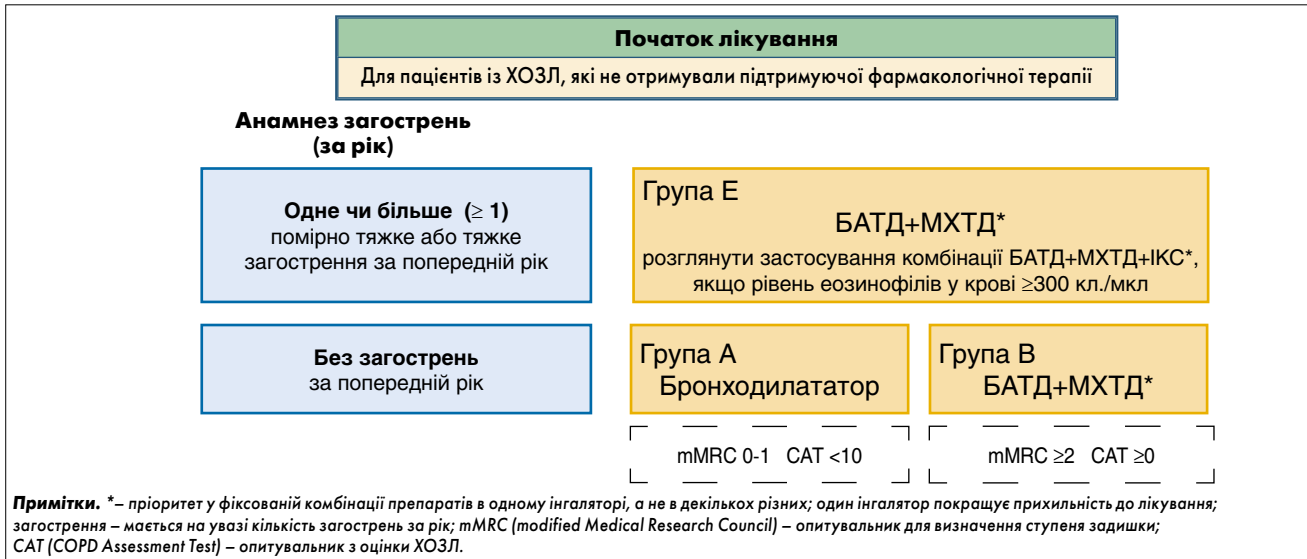 Початок лікування
Для пацієнтів із ХОЗЛ, які не отримували підтримуючої фармакологічної терапії
Анамнез загострень
(за рік)
Одне чи більше (≥ 1)
помірно тяжке або тяжке
загострення за попередній рік
Група E
БАТД+МХТД*
розглянути застосування комбінації БАТД+МХТД+ІКС*,
якщо рівень еозинофілів у крові ≥300 кл./мкл
Без загострень
за попередній рік
Група A
Бронходилататор
Група B
БАТД+МХТД*
mMRC 0-1 CAT <10
mMRC ≥2 CAT ≥0
Примітки. *– пріоритет у фіксованій комбінації препаратів в одному інгаляторі, а не в декількох різних; один інгалятор покращує прихильність до лікування;
загострення – мається на увазі кількість загострень за рік; mMRC (modified Medical Research Council) – опитувальник для визначення ступеня задишки;
CAT (COPD Assessment Test) – опитувальник з оцінки ХОЗЛ.